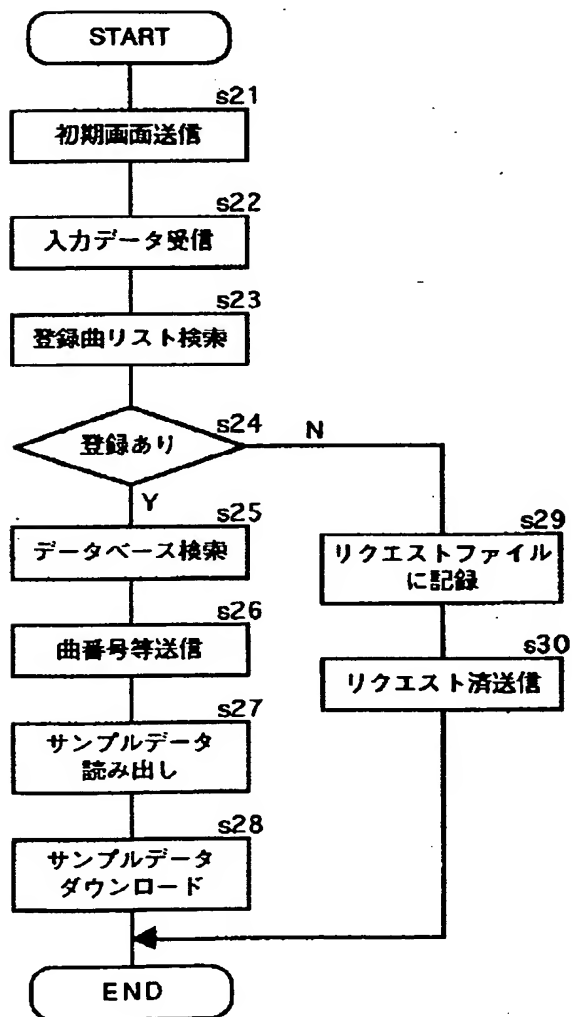 START
s21
初期画面送信
s22
入力データ受信
s23
登録曲リスト検索
s24
登録あり
N
Y
s25
データベース検索
s26
曲番号等送信
s27
サンプルデータ
読み出し
s28
サンプルデータ
ダウンロード
s29
リクエストファイル
に記録
s30
リクエスト済送信
END